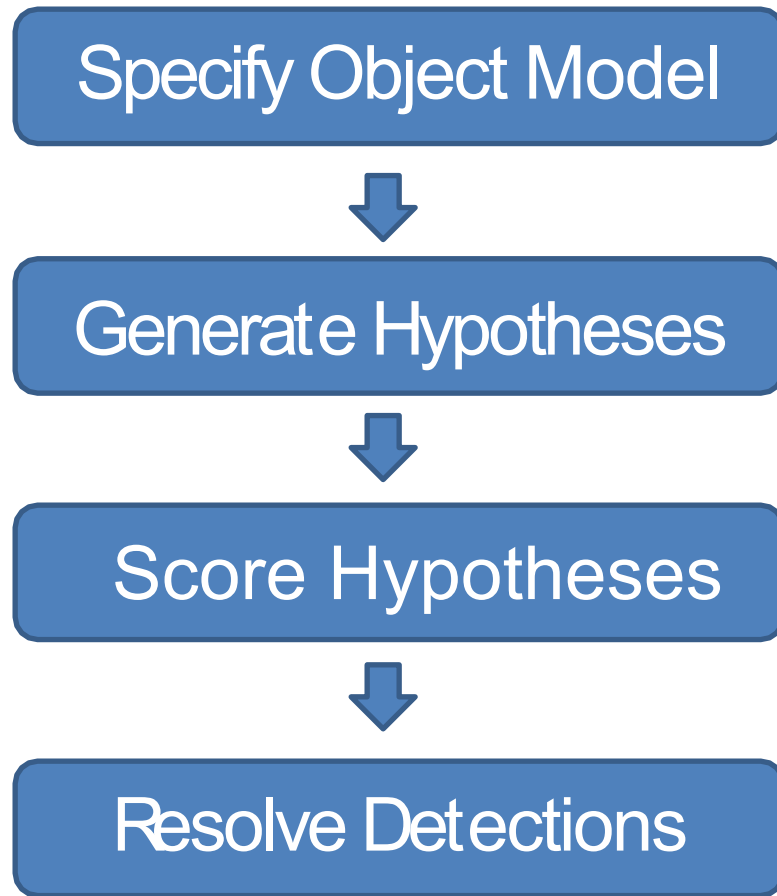 Specify Object Model
Generate Hypotheses
Score Hypotheses
Resolve Detections